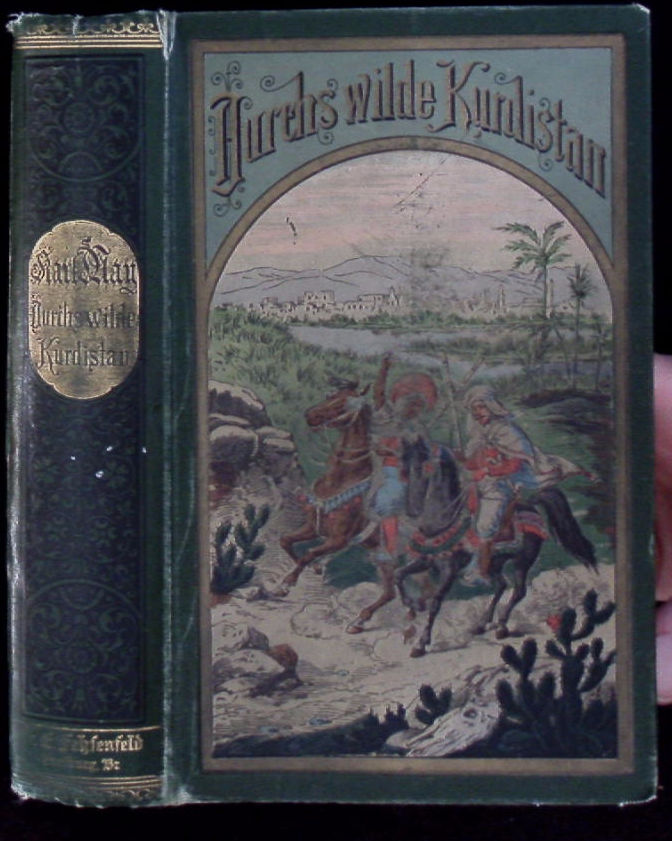 Durchs wilde Kurdistan
Karl May
Durchs wilde
Kurdistan
Fehsenfeld